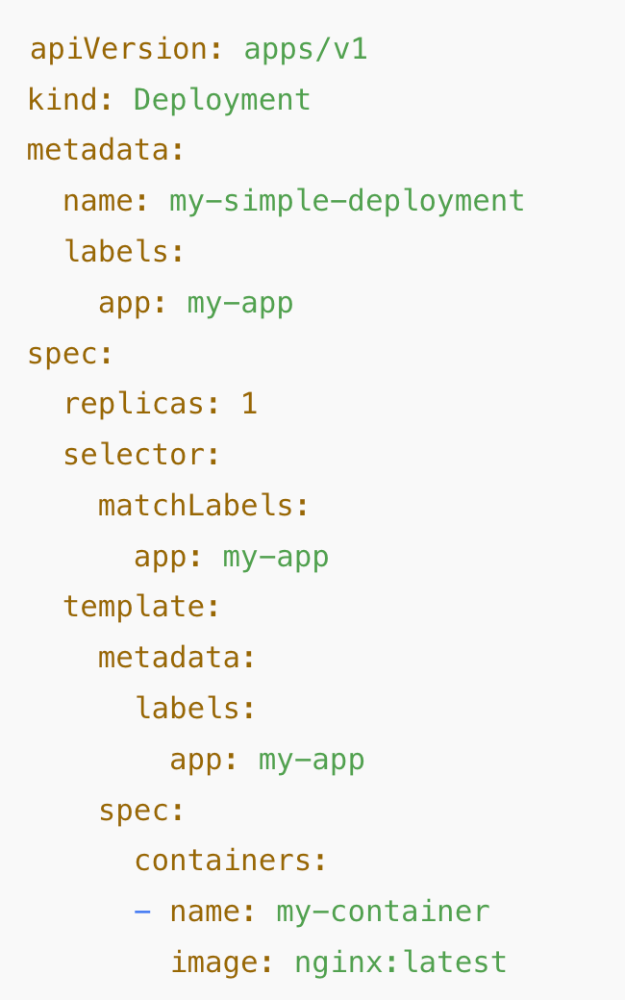 apiVersion: apps/v1
kind: Deployment
metadata:
  name: my-simple-deployment
  labels:
    app: my-app
spec:
  replicas: 1
  selector:
    matchLabels:
      app: my-app
  template:
    metadata:
      labels:
        app: my-app
    spec:
      containers:
      - name: my-container
        image: nginx:latest